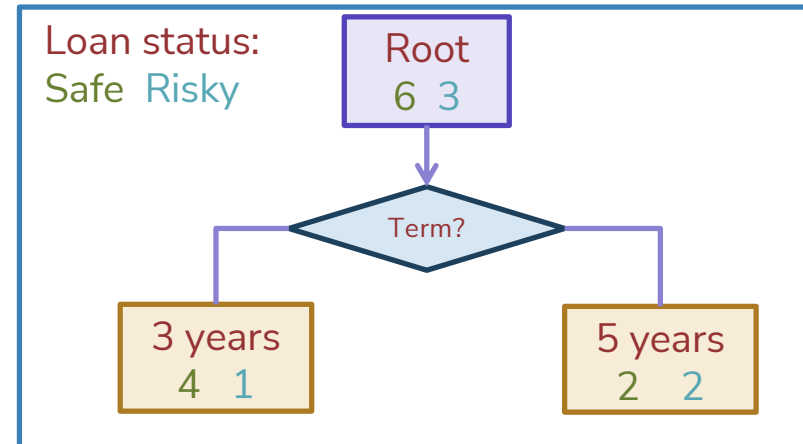 Loan status:
Safe Risky
Root
6 3
Term?
3 years
4 1
5 years
2 2